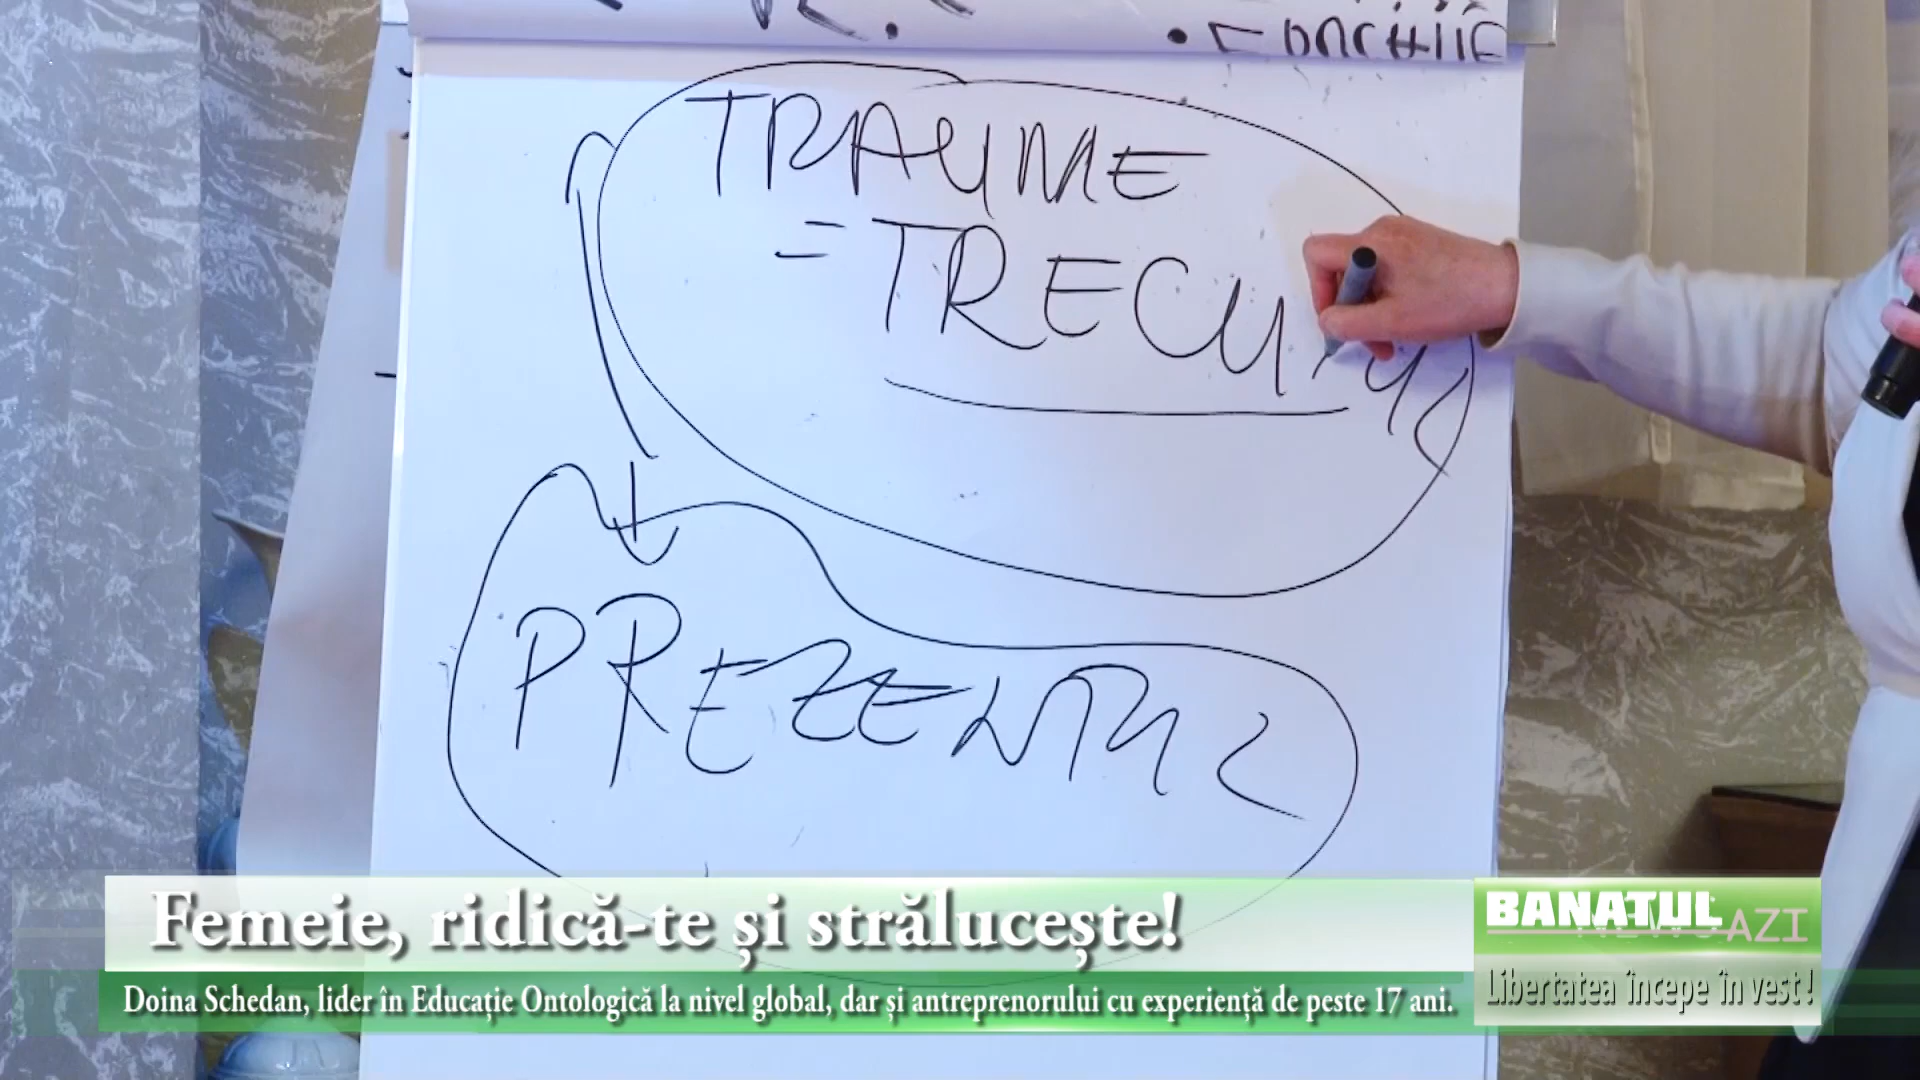 TRAUME
= TRECUTUL
PREZENTUL
Femeie, ridică-te și strălucește!
Doina Schedan, lider în Educație Ontologică la nivel global, dar și antreprenorului cu experiență de peste 17 ani.
BANATUL
AZI
Libertatea începe în vest!